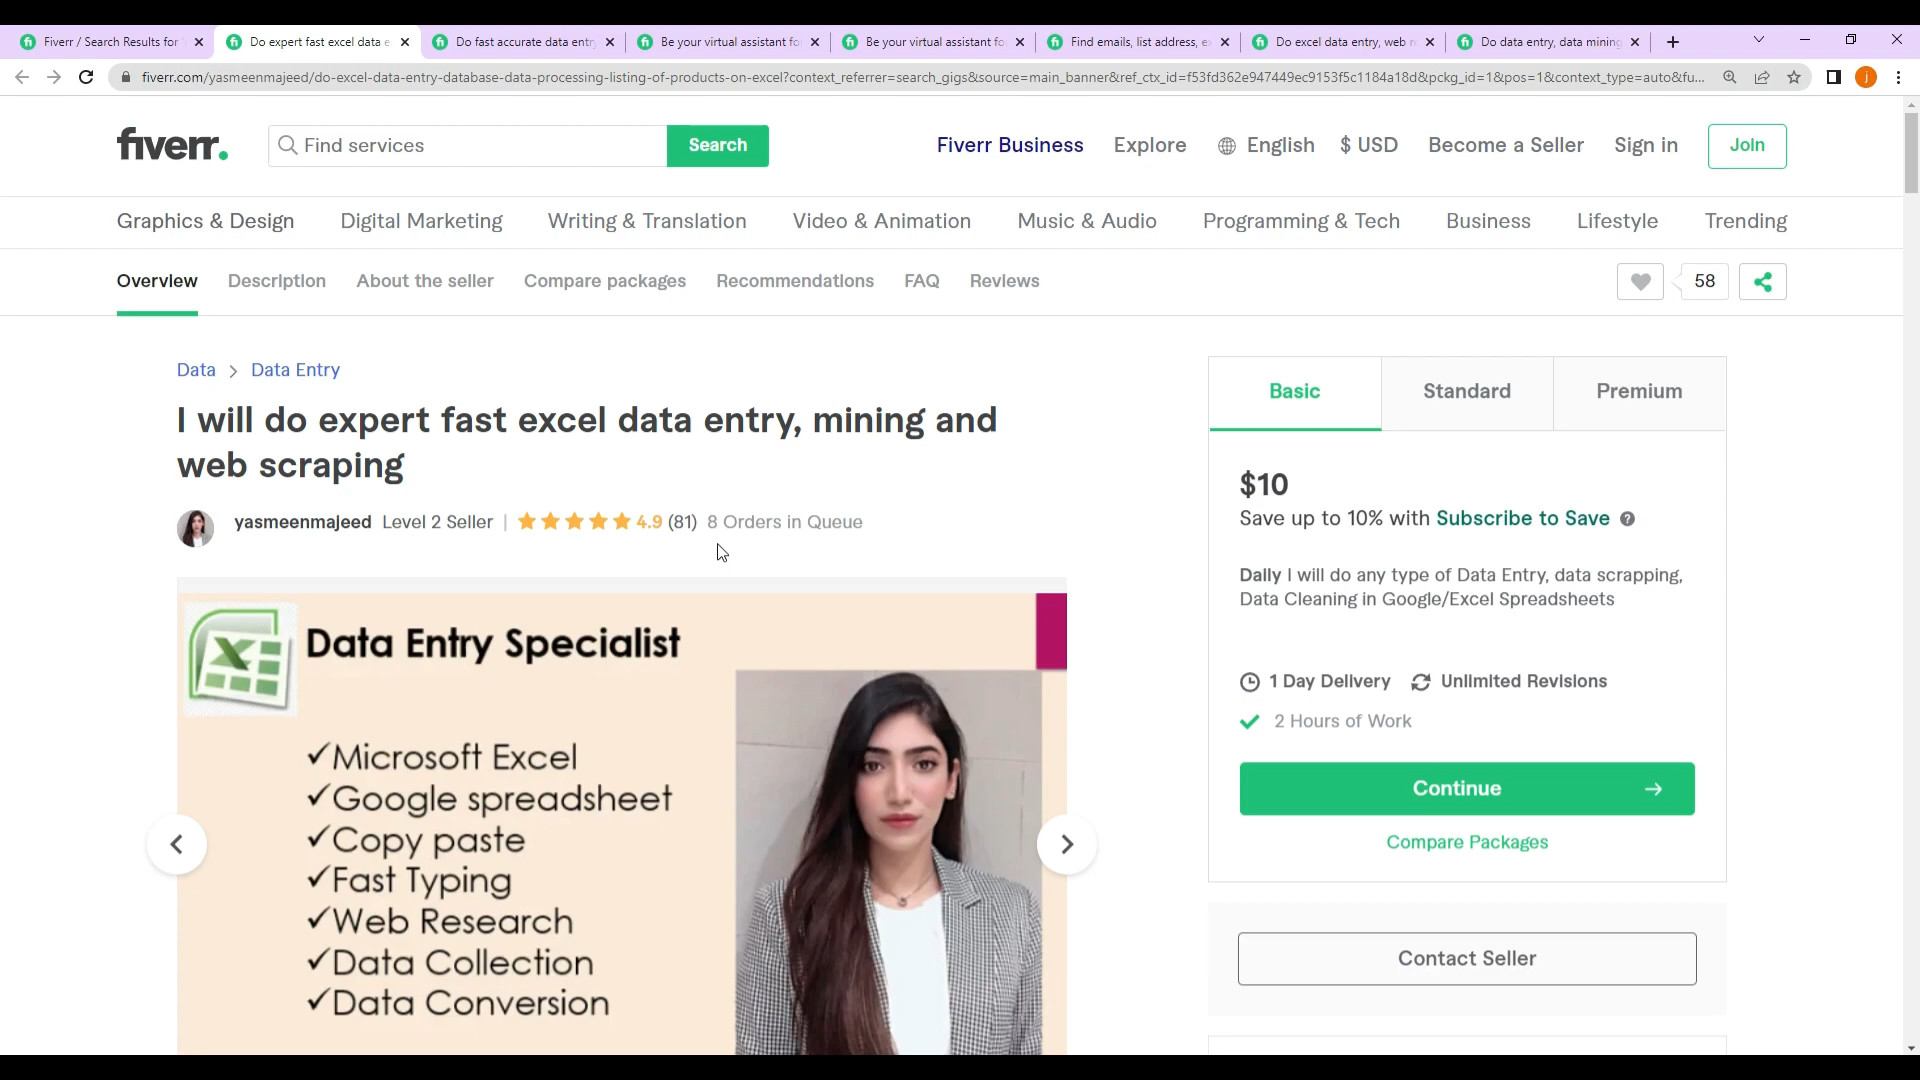 Fiverr / Search Results for
Do expert fast excel data e
Do fast accurate data entr
Be your virtual assistant fo
Be your virtual assistant fo
Find emails, list address, e
Do excel data entry, web r
Do data entry, data mining
fiverr.com/yasmeenmajeed/do-excel-data-entry-database-data-processing-listing-of-products-on-excel?context_referrer=search_gigs&source=main_banner&ref_ctx_id=f53fd362e947449ec9153f5c1184a18d&pckg_id=1&pos=1&context_type=auto&fu...
j
fiverr.
Find services
Search
Fiverr Business
Explore
English
$ USD
Become a Seller
Sign in
Join
Graphics & Design
Digital Marketing
Writing & Translation
Video & Animation
Music & Audio
Programming & Tech
Business
Lifestyle
Trending
Overview
Description
About the seller
Compare packages
Recommendations
FAQ
Reviews
58
Data > Data Entry
I will do expert fast excel data entry, mining and
web scraping
yasmeenmajeed Level 2 Seller | 4.9 (81) 8 Orders in Queue
Data Entry Specialist
✓Microsoft Excel
✓Google spreadsheet
✓Copy paste
✓Fast Typing
✓Web Research
✓Data Collection
✓Data Conversion
Basic
Standard
Premium
$10
Save up to 10% with Subscribe to Save
Daily I will do any type of Data Entry, data scrapping,
Data Cleaning in Google/Excel Spreadsheets
1 Day Delivery
Unlimited Revisions
2 Hours of Work
Continue
Compare Packages
Contact Seller